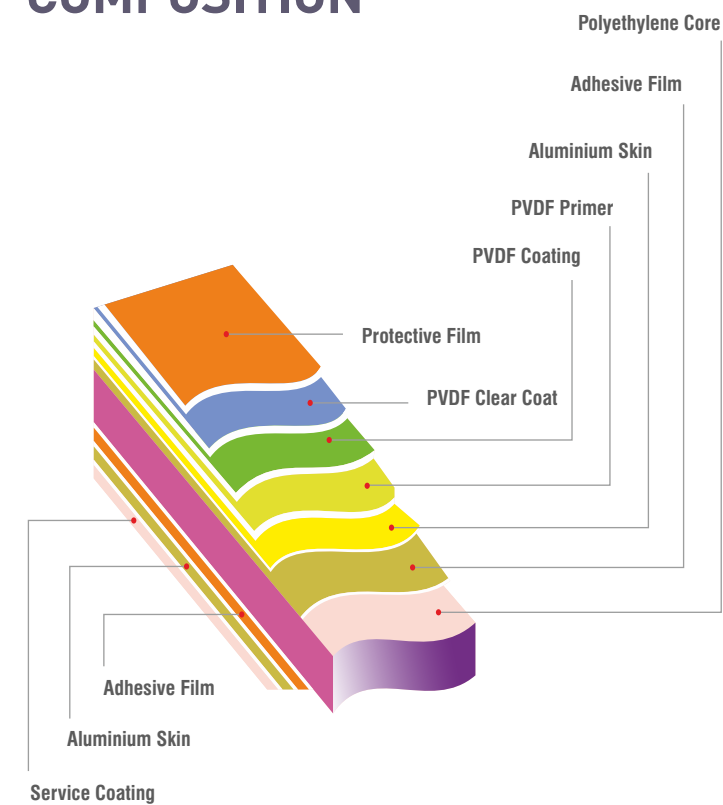 COMPOSITION
Polyethylene Core
Adhesive Film
Aluminium Skin
PVDF Primer
PVDF Coating
Protective Film
PVDF Clear Coat
Adhesive Film
Aluminium Skin
Service Coating